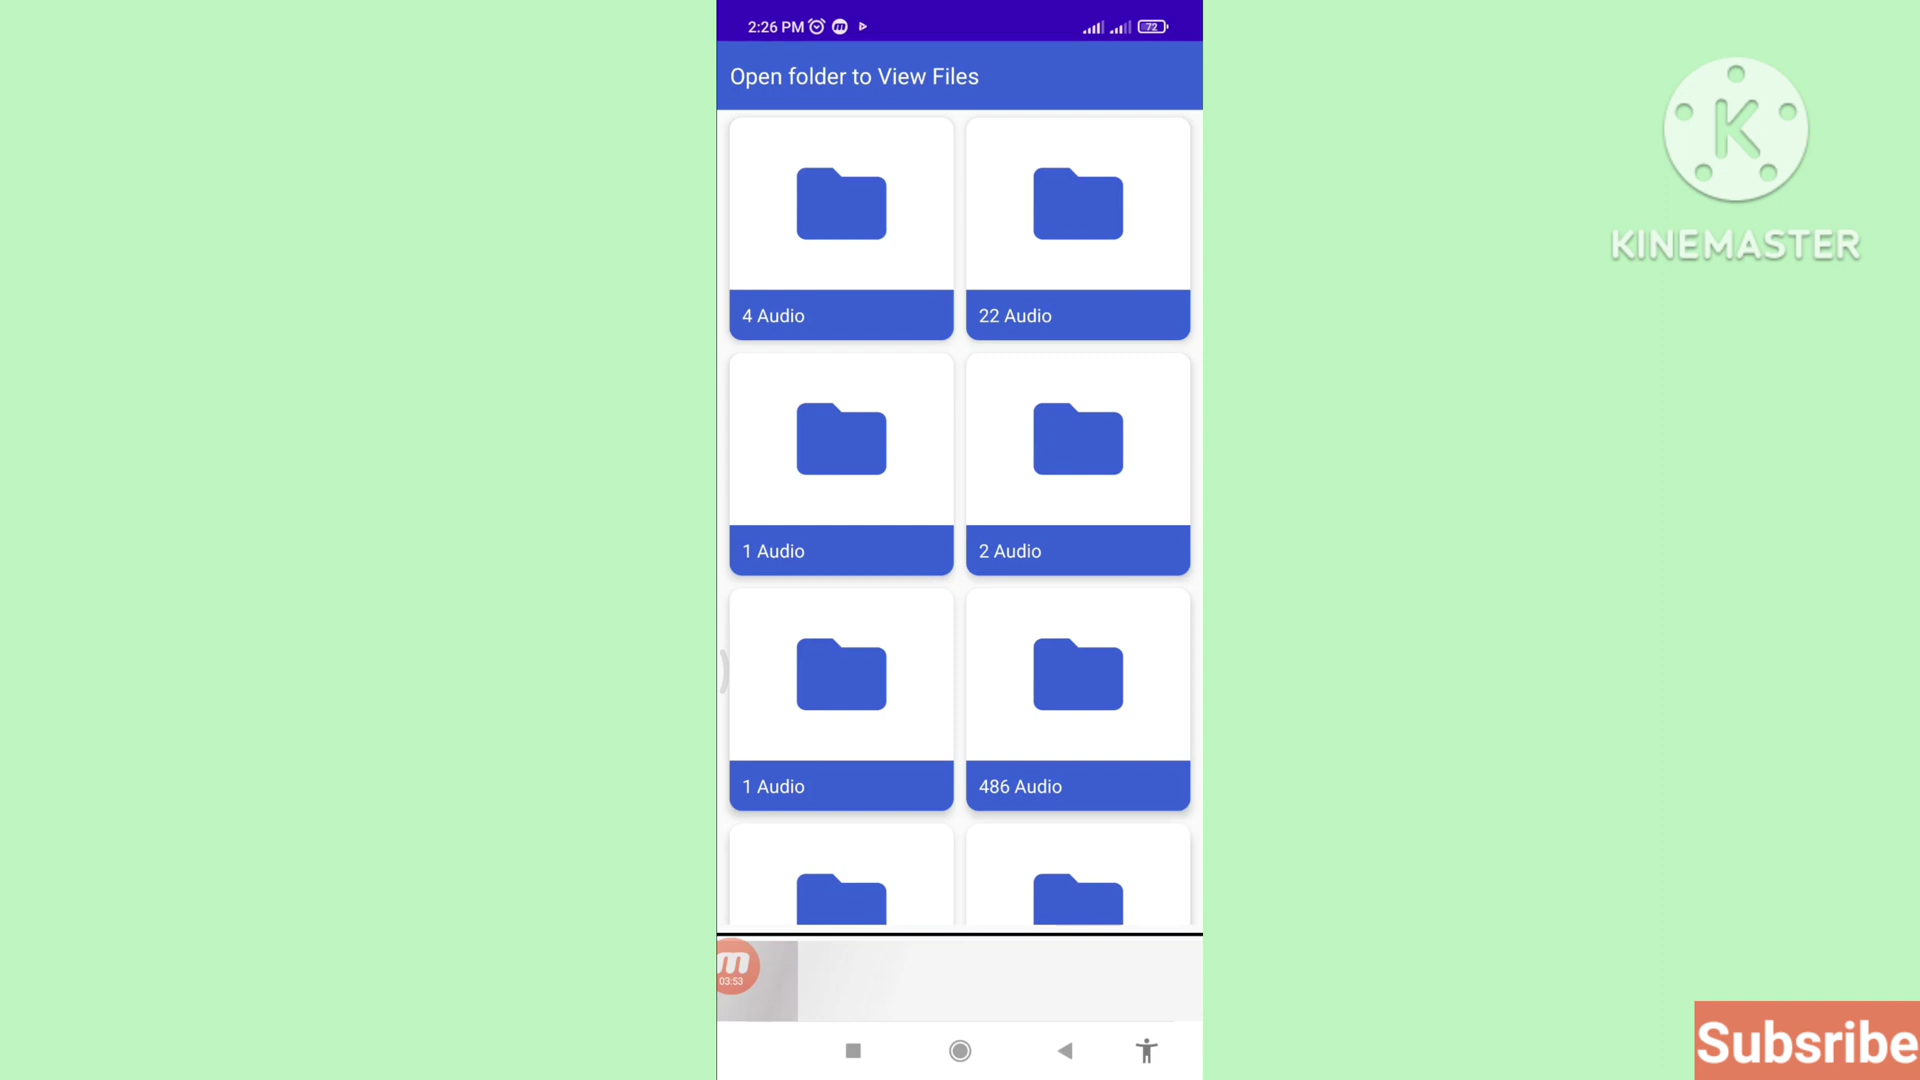 2:26 PM
72
Open folder to View Files
4 Audio
22 Audio
1 Audio
2 Audio
1 Audio
486 Audio
03:53
K
KINEMASTER
Subsribe